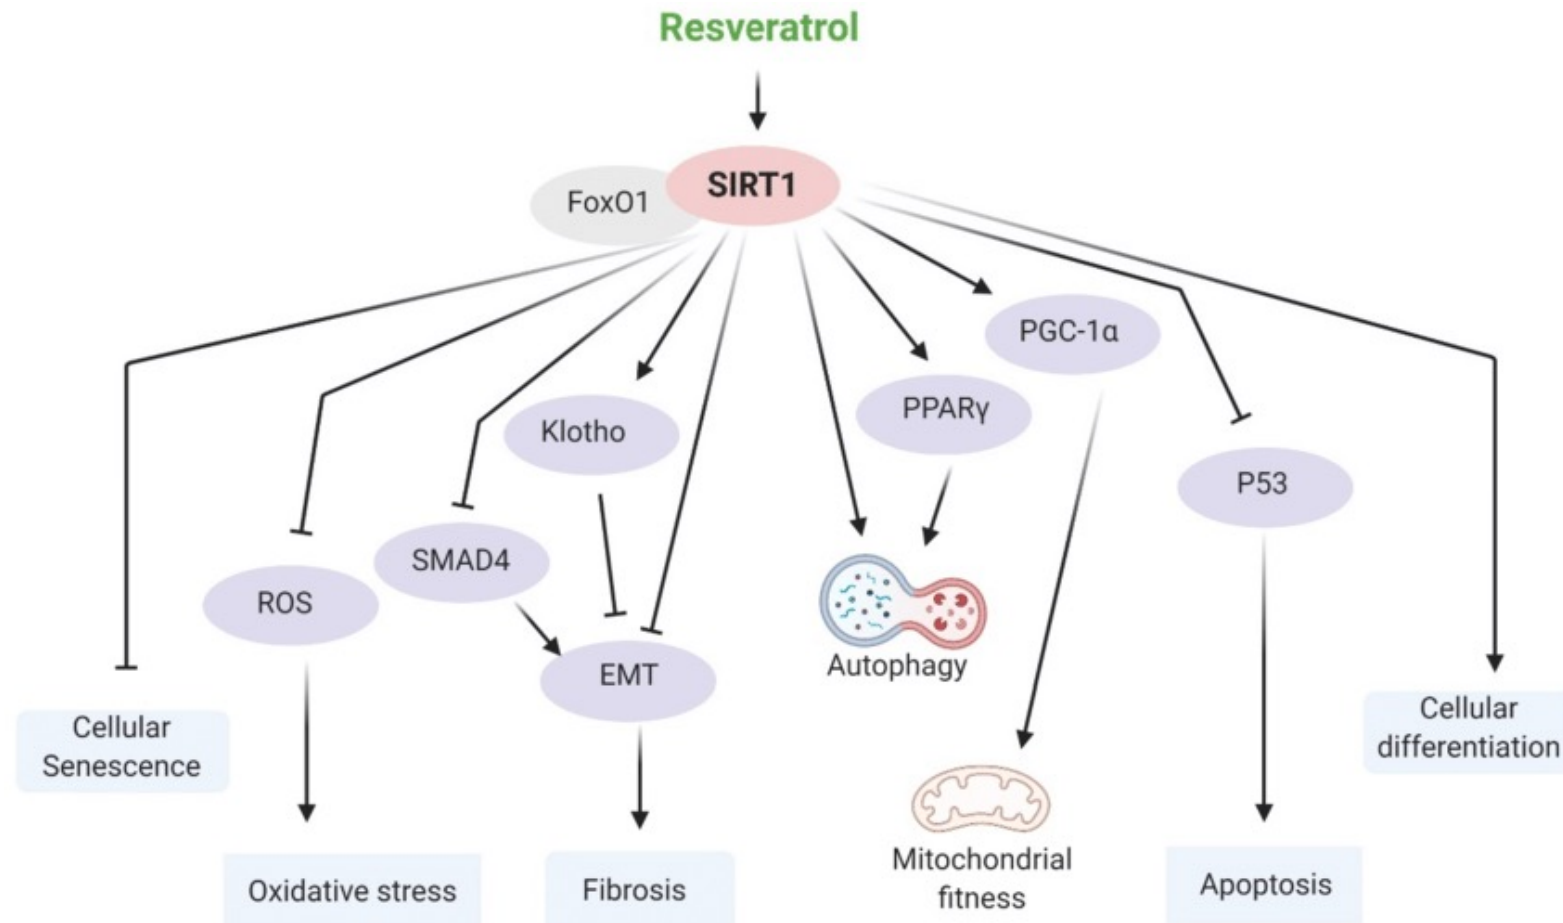 Resveratrol
FoxO1
SIRT1
PGC-1α
PPARγ
Klotho
P53
SMAD4
ROS
EMT
Autophagy
Cellular
Senescence
Cellular
differentiation
Oxidative stress
Fibrosis
Mitochondrial
fitness
Apoptosis